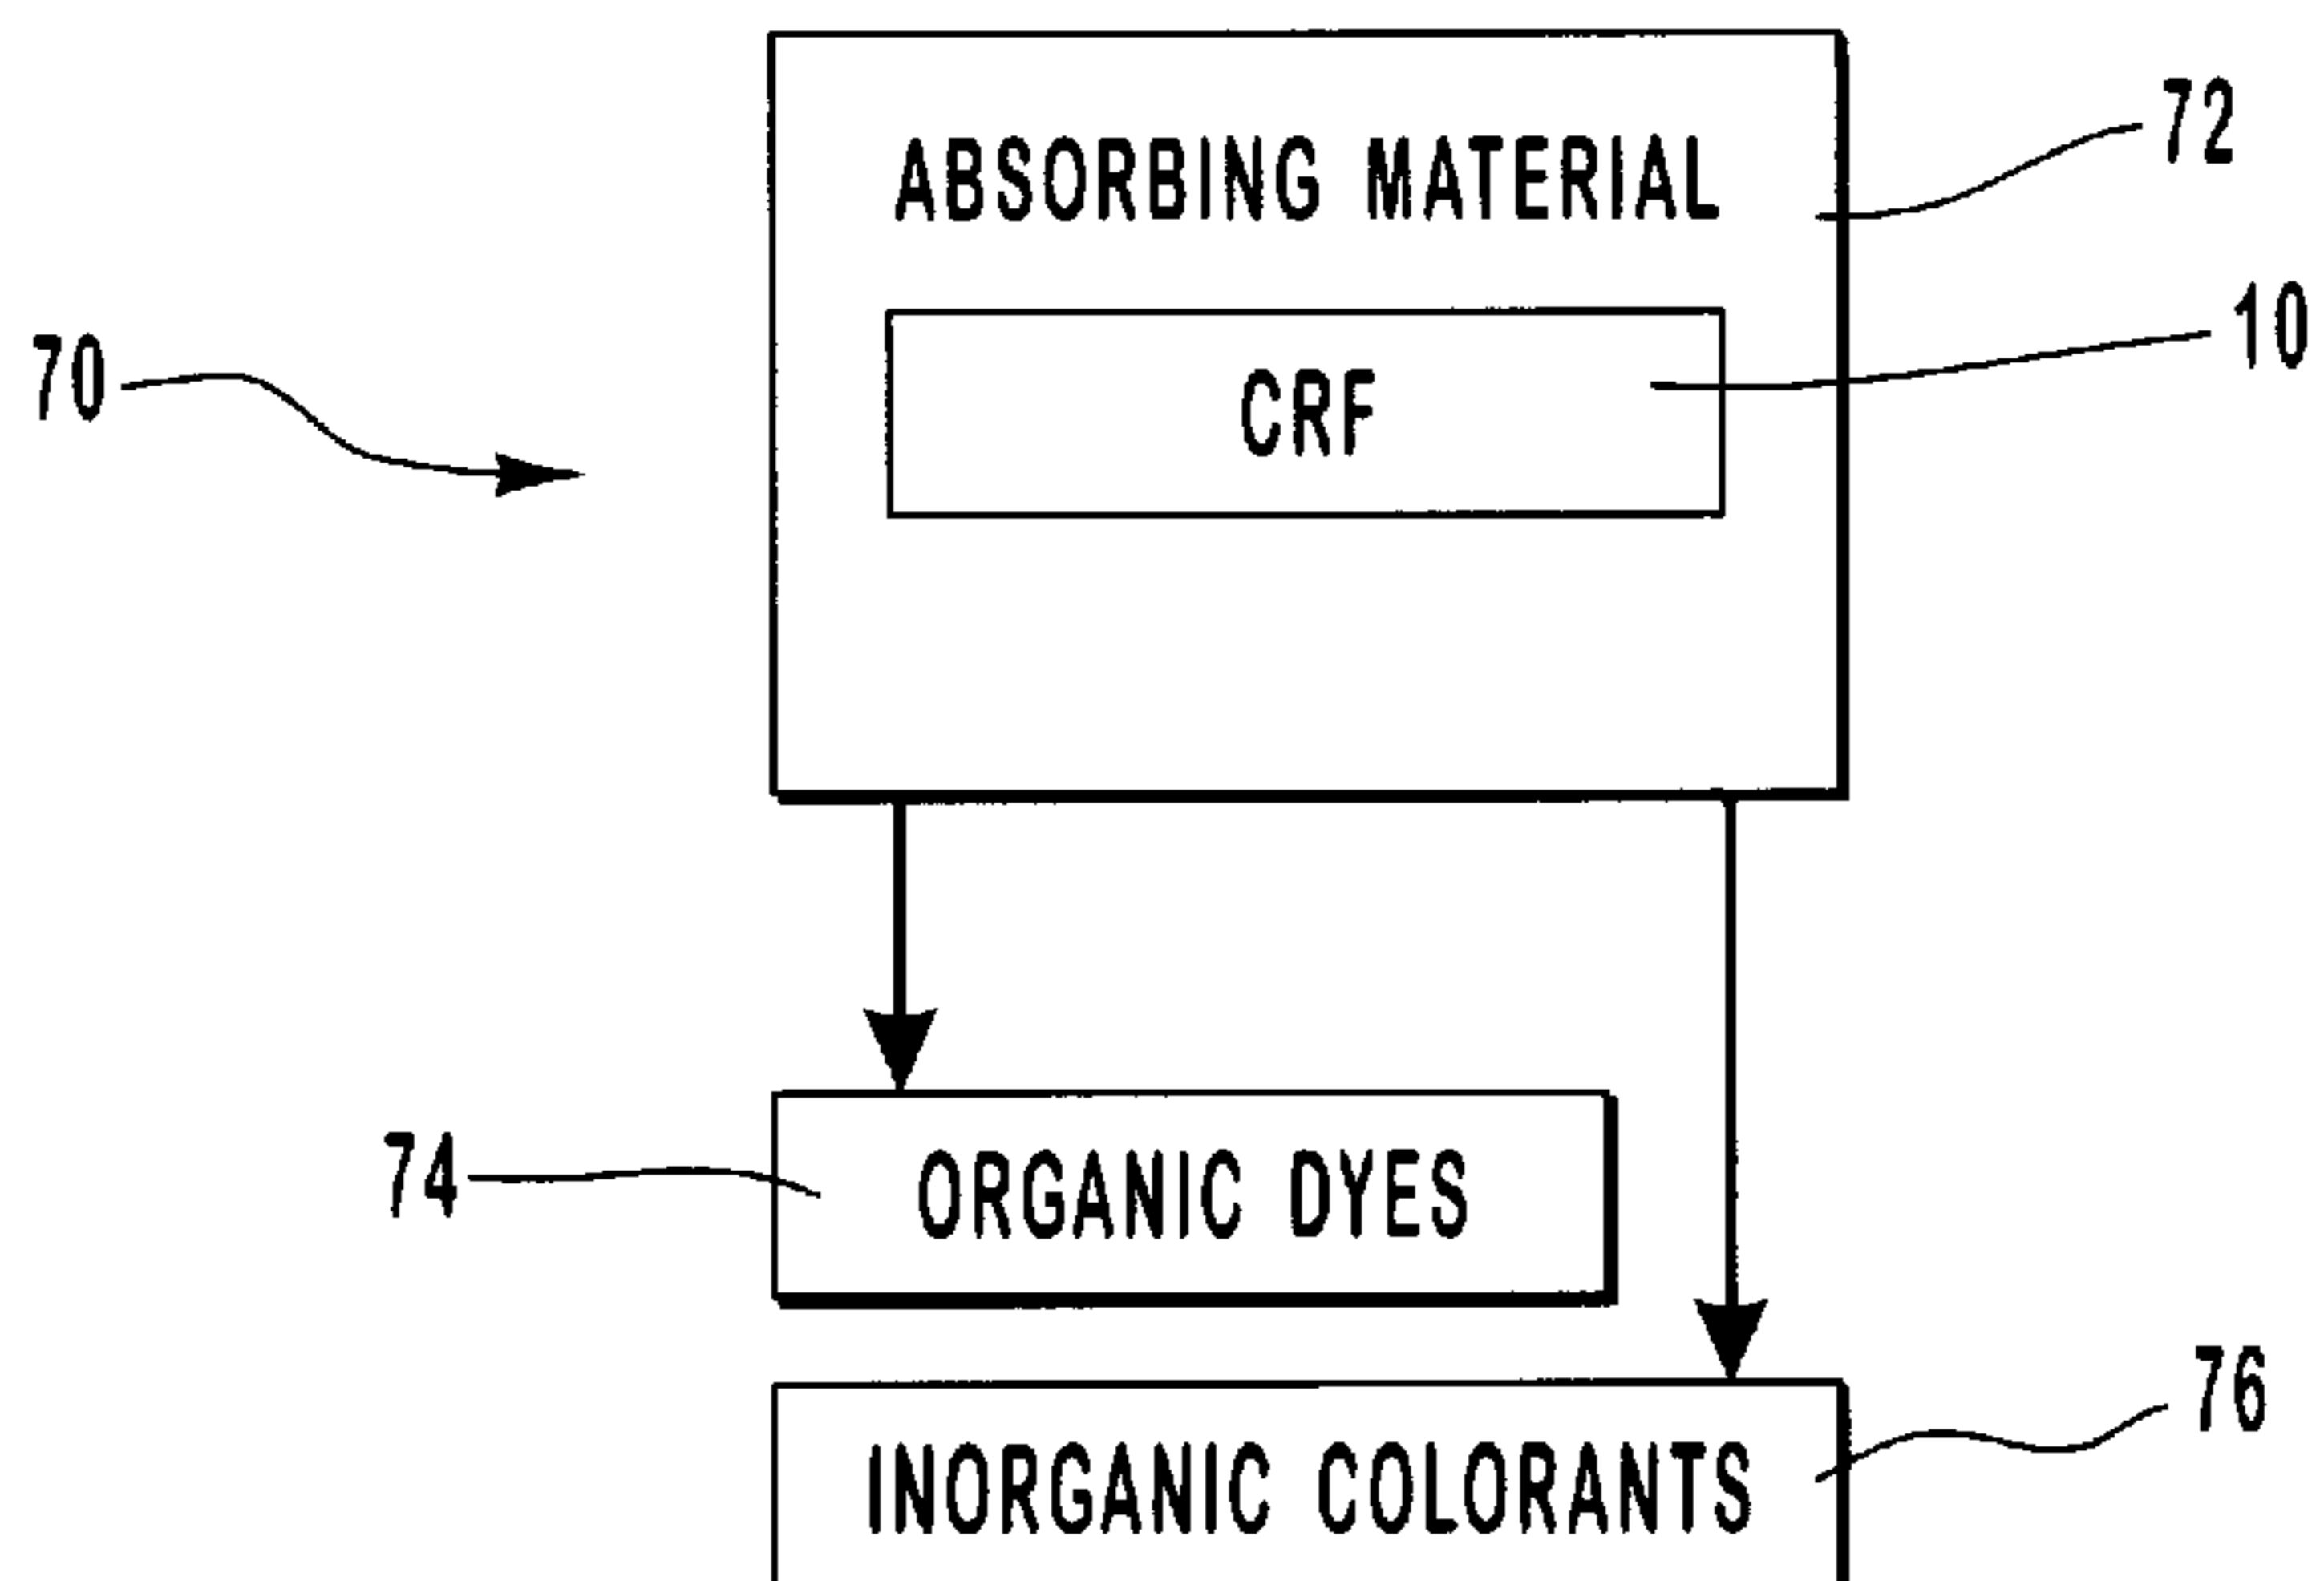 72
ABSORBING MATERIAL
10
70
CRF
74
ORGANIC DYES
76
INORGANIC COLORANTS